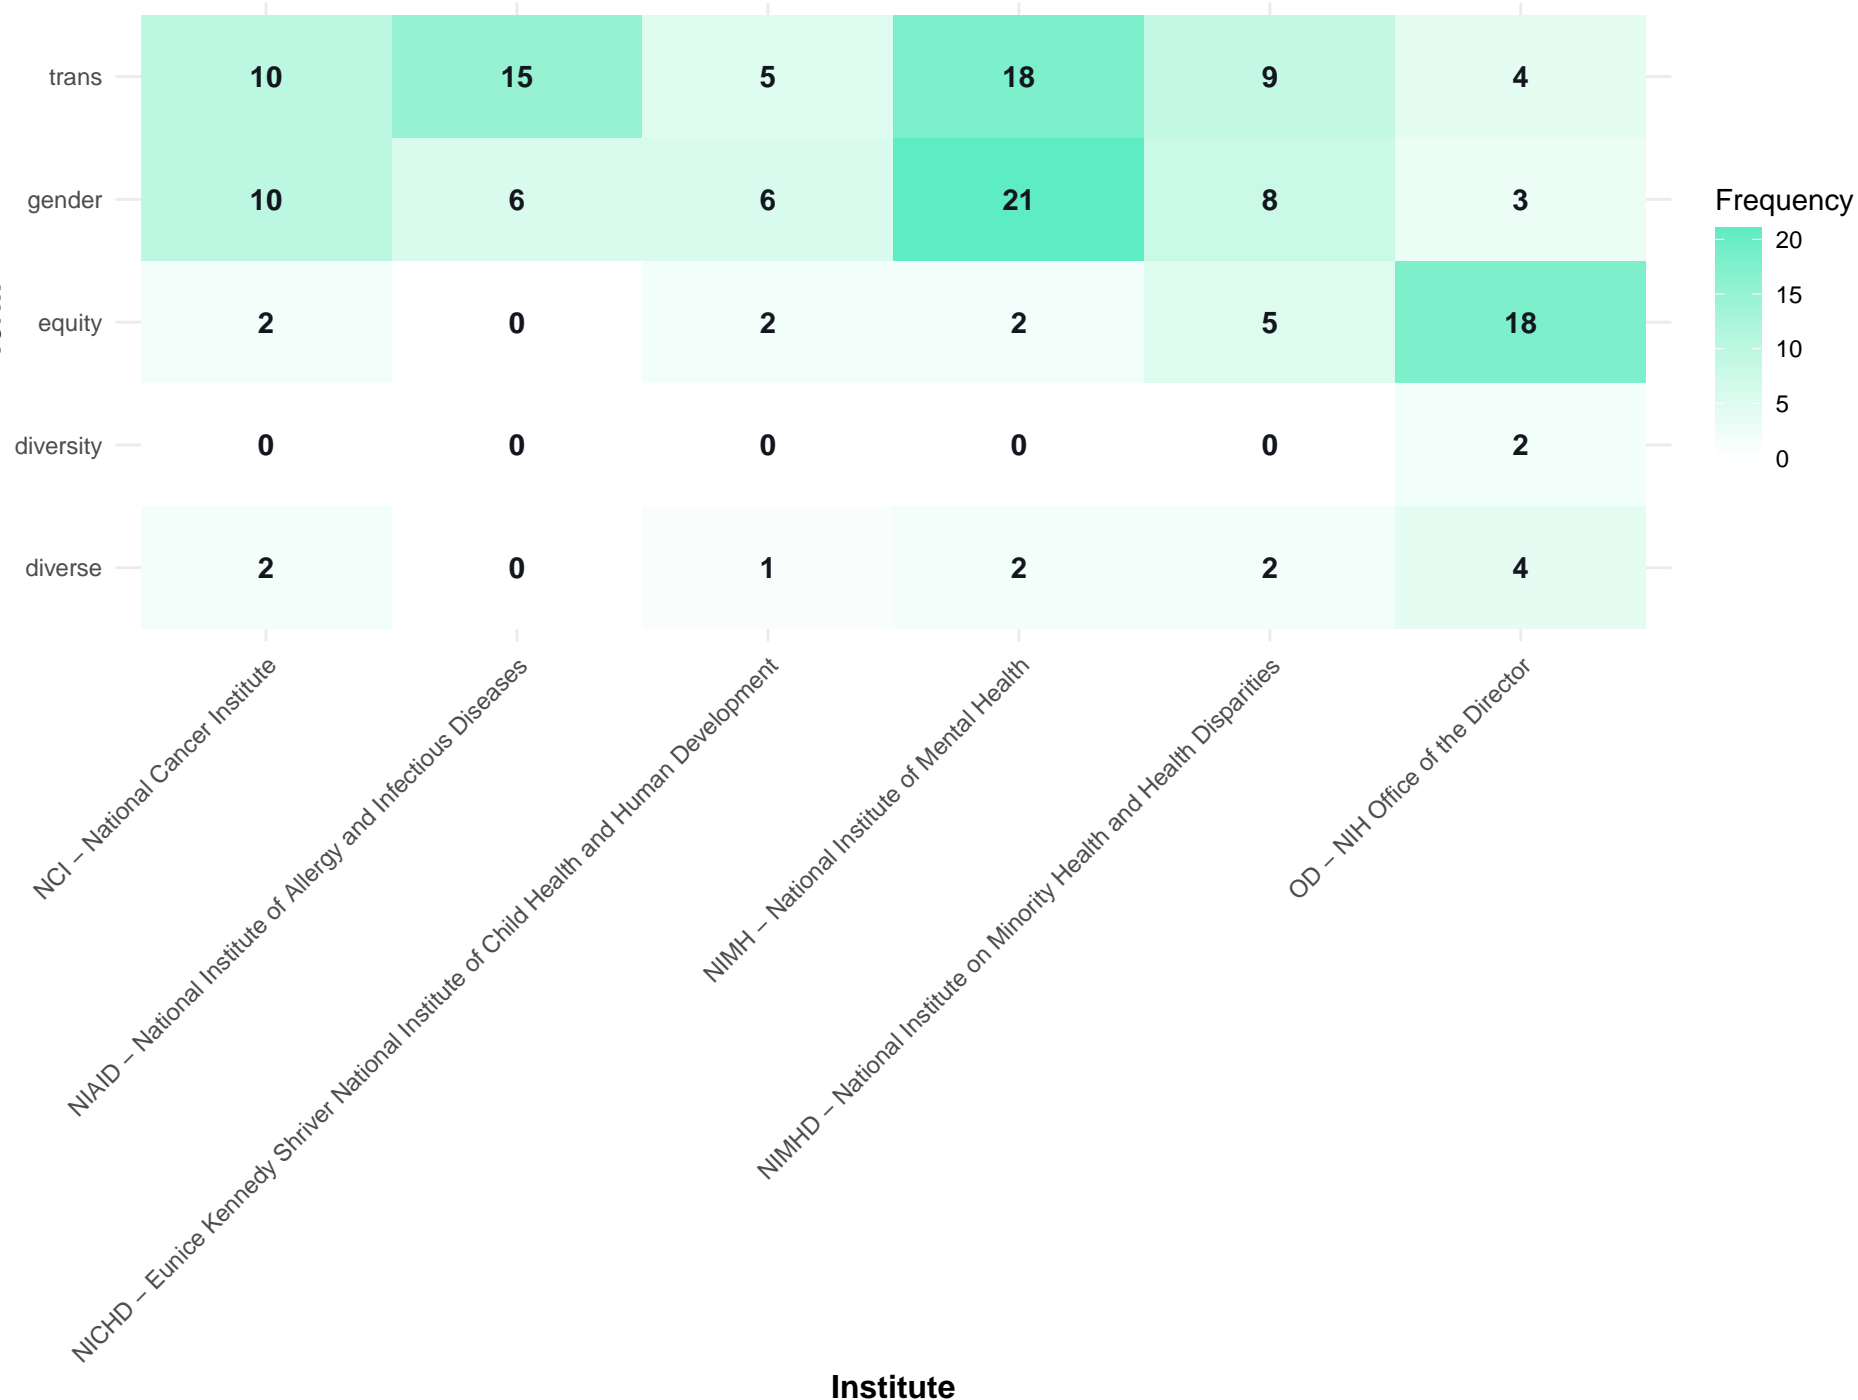 trans 10 15 5 18 9 4
gender 10 6 6 21 8 3
equity 2 0 2 2 5 18
diversity 0 0 0 0 0 2
diverse 2 0 1 2 2 4
Frequency
20
15
10
5
0
NCI – National Cancer Institute
NIAID – National Institute of Allergy and Infectious Diseases
NICHD – Eunice Kennedy Shriver National Institute of Child Health and Human Development
NIMH – National Institute of Mental Health
NIMHD – National Institute on Minority Health and Health Disparities
OD – NIH Office of the Director
Institute